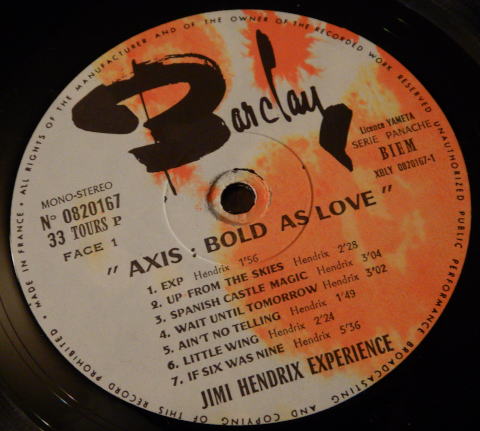 • MADE IN FRANCE • ALL RIGHTS OF THE MANUFACTURER AND OF THE OWNER OF THE RECORDED WORK RESERVED UNAUTHORIZED PUBLIC PERFORMANCE BROADCASTING AND COPYING OF THIS RECORD PROHIBITED
Barclay
MONO-STEREO
N° 0820167
33 TOURS P.
FACE 1
Licence YAMETA
SERIE PANACHE
BIEM
XBLY 0820167-1
" AXIS : BOLD AS LOVE "
1. EXP Hendrix 1'56
2. UP FROM THE SKIES Hendrix 2'28
3. SPANISH CASTLE MAGIC Hendrix 3'04
4. WAIT UNTIL TOMORROW Hendrix 3'02
5. AIN'T NO TELLING Hendrix 1'49
6. LITTLE WING Hendrix 2'24
7. IF SIX WAS NINE Hendrix 5'36
JIMI HENDRIX EXPERIENCE